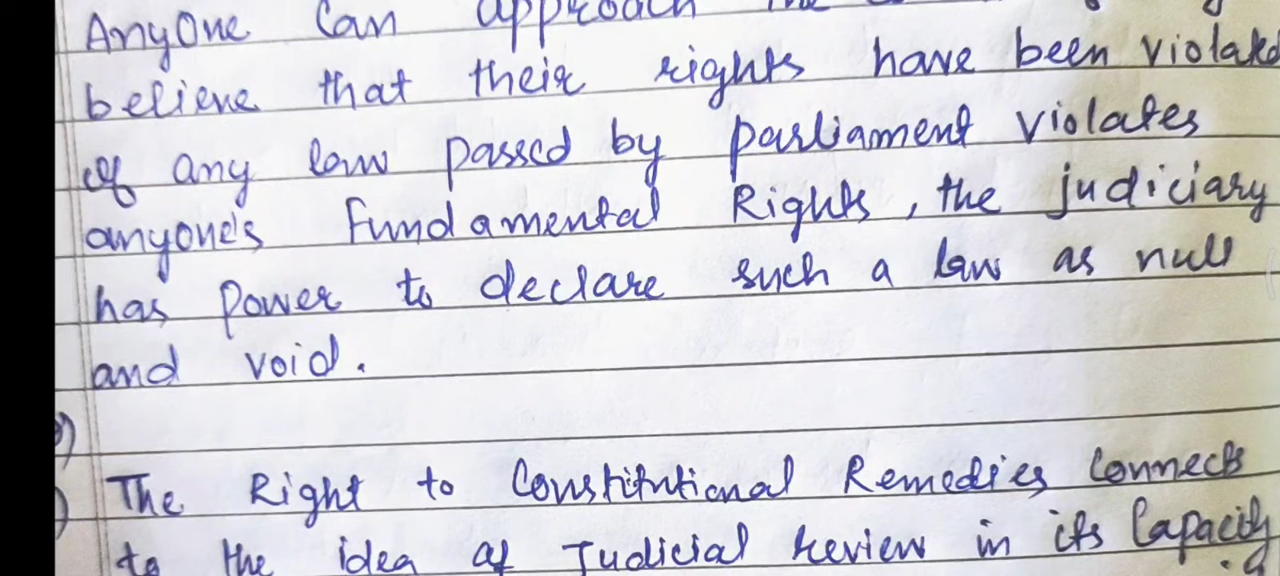 Anyone can approach the
believe that their rights have been violated
if any law passed by parliament violates
anyone's Fundamental Rights, the judiciary
has power to declare such a law as null
and void.
The Right to Constitutional Remedies Connects
to the idea of Judicial review in its Capacity